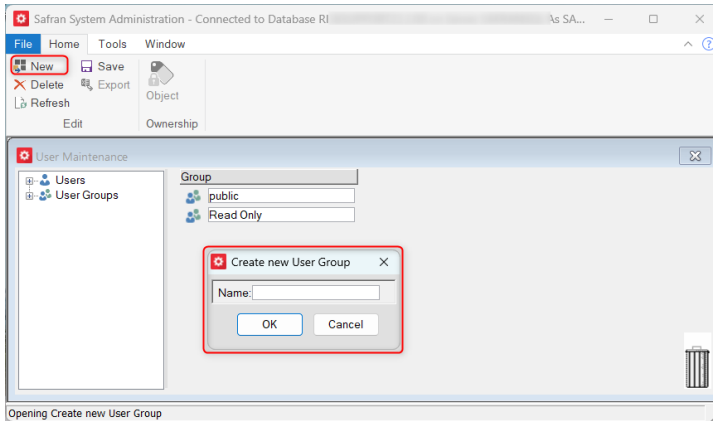 Safran System Administration - Connected to Database RI As SA...
File Home Tools Window
New Save
Delete Export
Refresh
Object
Edit Ownership
User Maintenance
Users
User Groups
Group
public
Read Only
Create new User Group
Name:
OK Cancel
Opening Create new User Group